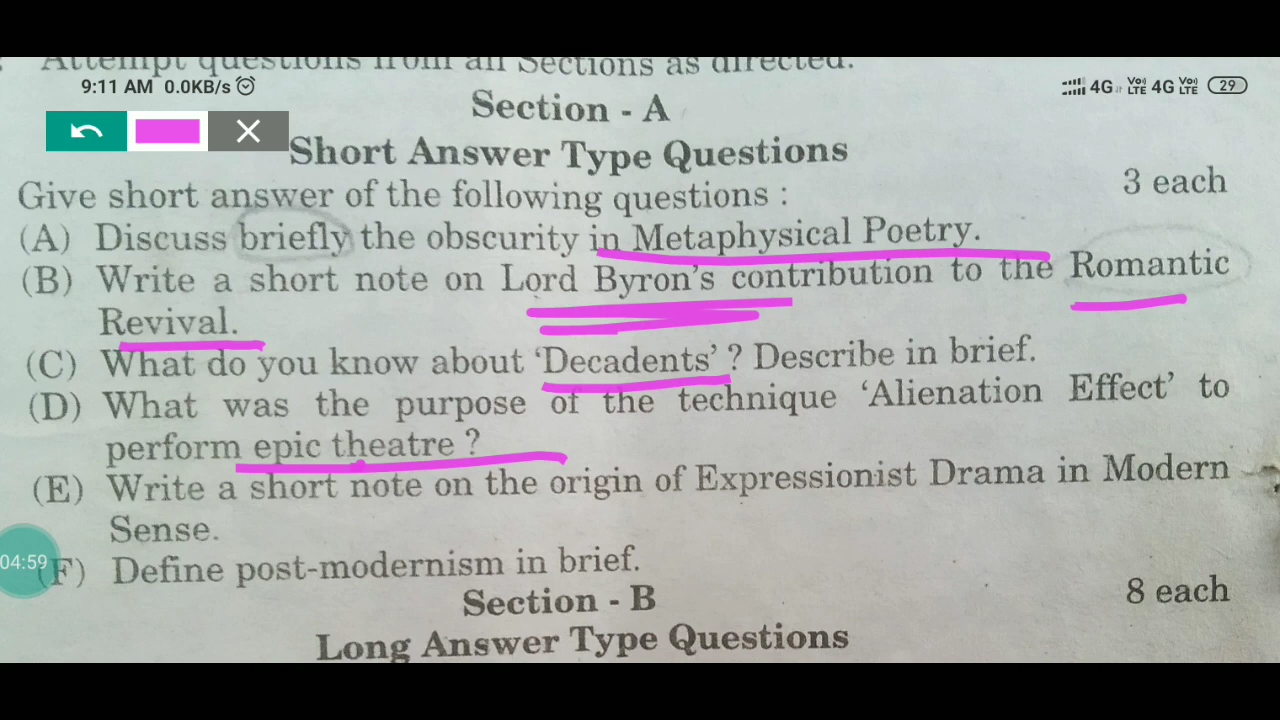 Attempt questions from all Sections as directed.
9:11 AM 0.0KB/s 4G Vo) LTE 4G Vo) LTE 29
Section - A
Short Answer Type Questions
Give short answer of the following questions : 3 each
(A) Discuss briefly the obscurity in Metaphysical Poetry.
(B) Write a short note on Lord Byron's contribution to the Romantic
Revival.
(C) What do you know about ‘Decadents’ ? Describe in brief.
(D) What was the purpose of the technique ‘Alienation Effect’ to
perform epic theatre ?
(E) Write a short note on the origin of Expressionist Drama in Modern
Sense.
04:59
(F) Define post-modernism in brief.
Section - B 8 each
Long Answer Type Questions